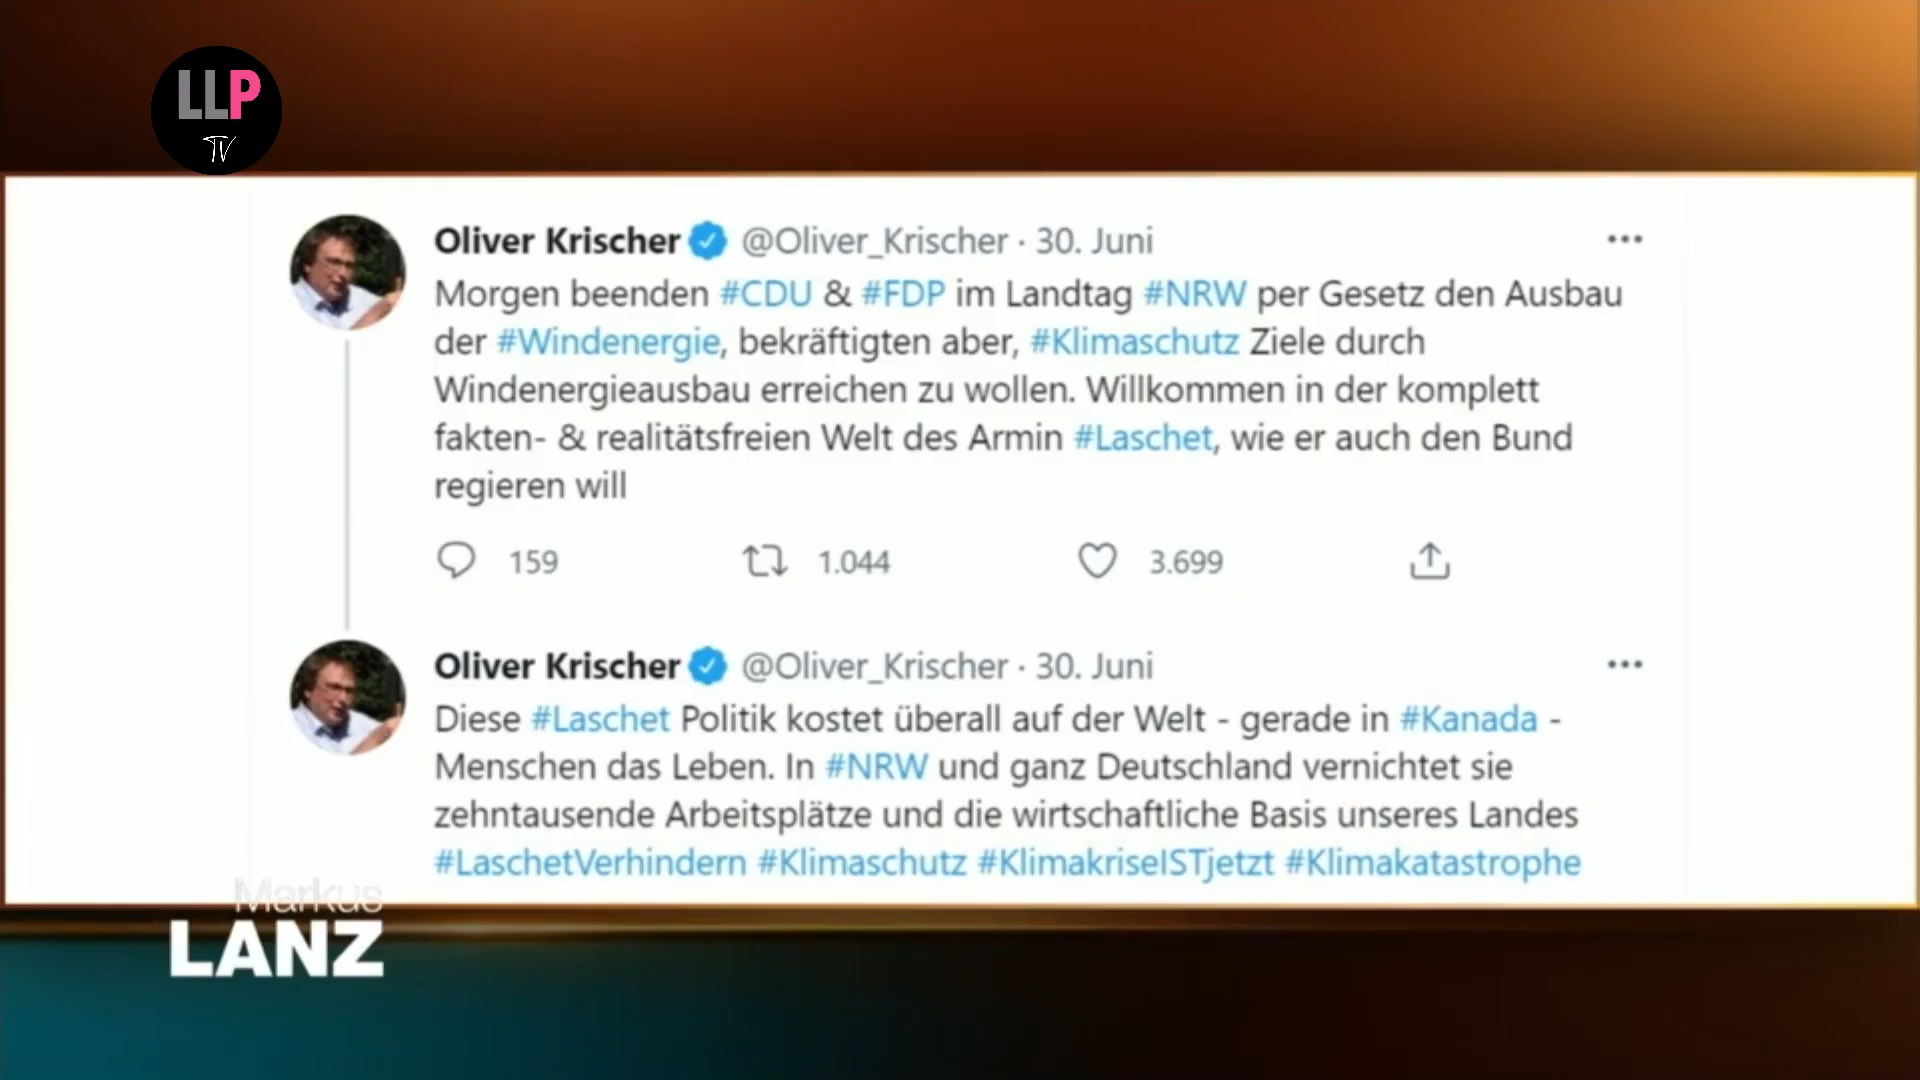 LLP
TV
Oliver Krischer @Oliver_Krischer · 30. Juni
Morgen beenden #CDU & #FDP im Landtag #NRW per Gesetz den Ausbau
der #Windenergie, bekräftigten aber, #Klimaschutz Ziele durch
Windenergieausbau erreichen zu wollen. Willkommen in der komplett
fakten- & realitätsfreien Welt des Armin #Laschet, wie er auch den Bund
regieren will
159 1.044 3.699
Oliver Krischer @Oliver_Krischer · 30. Juni
Diese #Laschet Politik kostet überall auf der Welt - gerade in #Kanada -
Menschen das Leben. In #NRW und ganz Deutschland vernichtet sie
zehntausende Arbeitsplätze und die wirtschaftliche Basis unseres Landes
#LaschetVerhindern #Klimaschutz #KlimakriseISTjetzt #Klimakatastrophe
Markus
LANZ